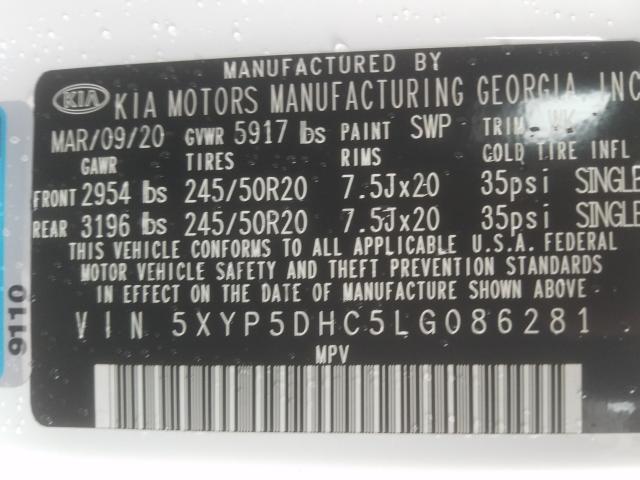 MANUFACTURED BY
KIA KIA MOTORS MANUFACTURING GEORGIA, INC
MAR/09/20 GVWR 5917 lbs PAINT SWP TRIM WK
GAWR TIRES RIMS COLD TIRE INFL
FRONT 2954 lbs 245/50R20 7.5Jx20 35psi SINGLE
REAR 3196 lbs 245/50R20 7.5Jx20 35psi SINGLE
THIS VEHICLE CONFORMS TO ALL APPLICABLE U.S.A. FEDERAL
MOTOR VEHICLE SAFETY AND THEFT PREVENTION STANDARDS
IN EFFECT ON THE DATE OF MANUFACTURE SHOWN ABOVE.
VIN 5XYP5DHC5LG086281
MPV
9110